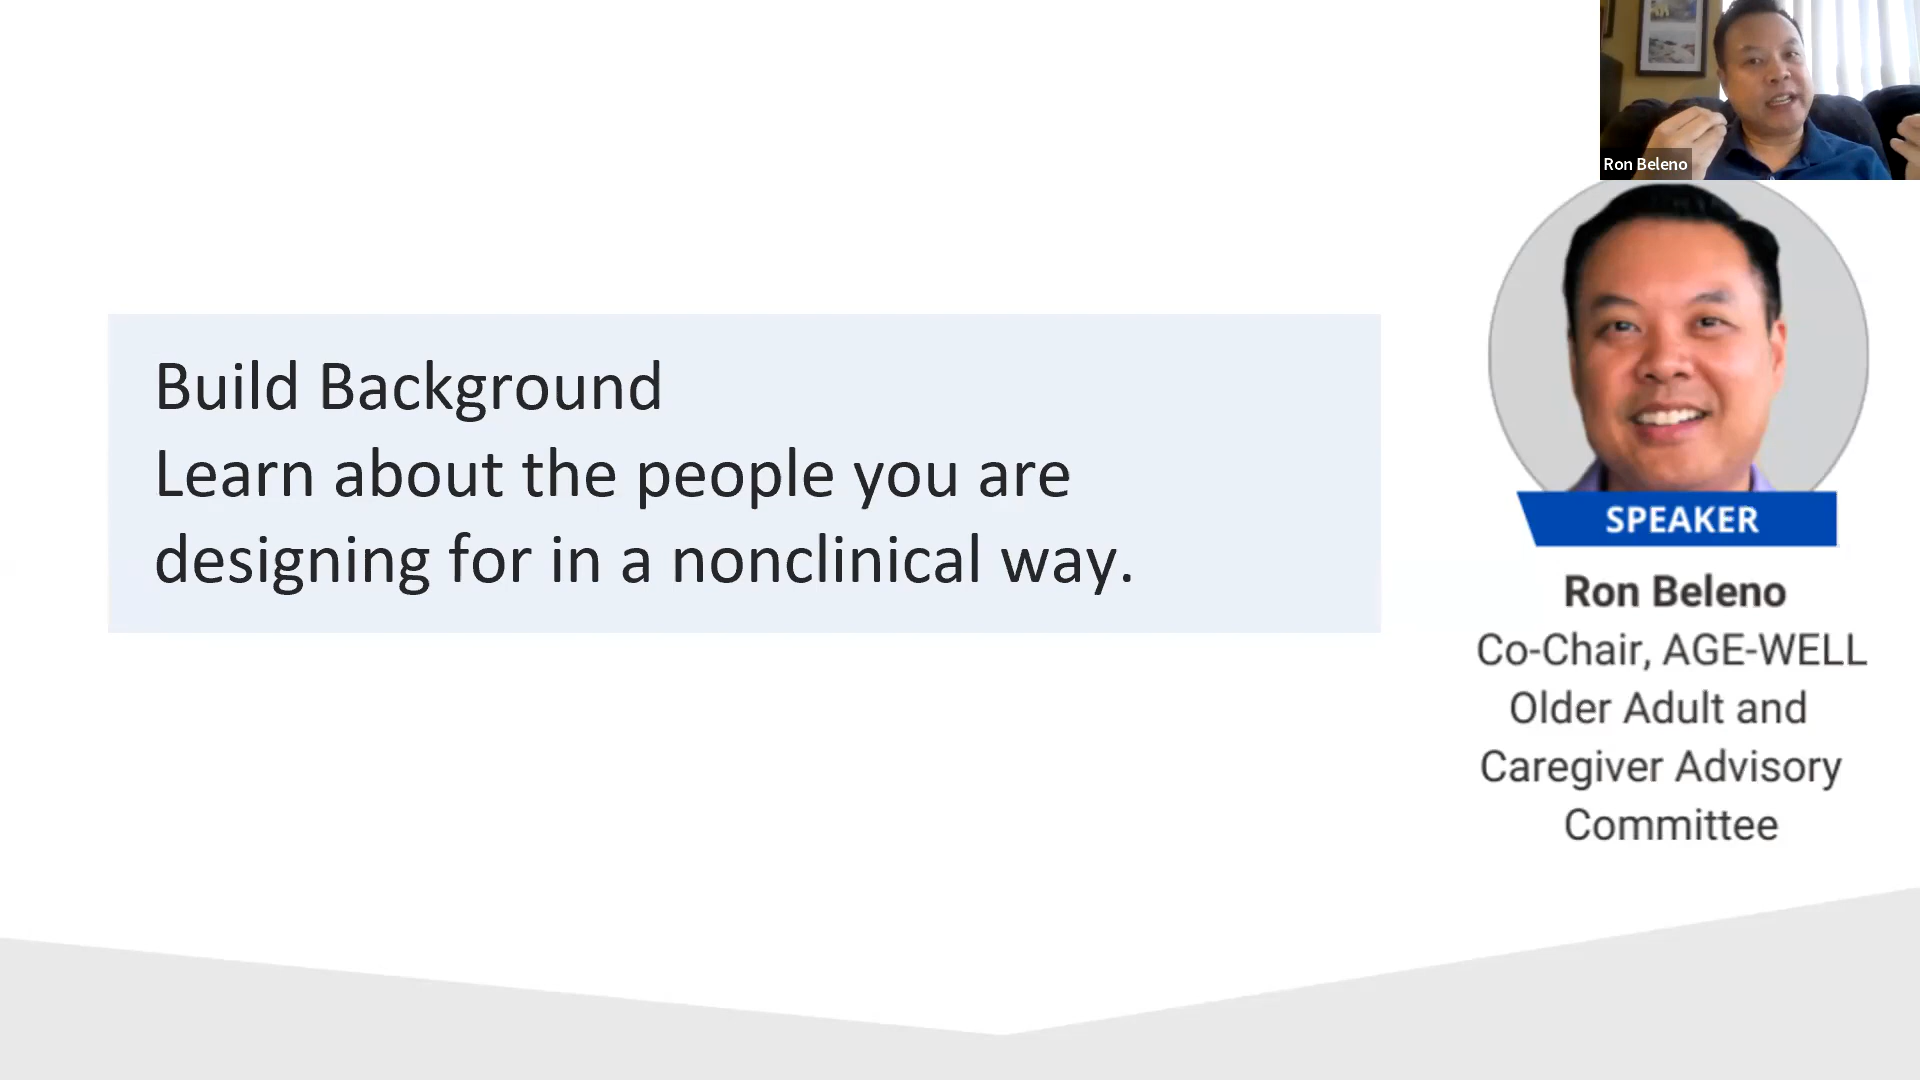 Ron Beleno
Build Background
Learn about the people you are
designing for in a nonclinical way.
SPEAKER
Ron Beleno
Co-Chair, AGE-WELL
Older Adult and
Caregiver Advisory
Committee